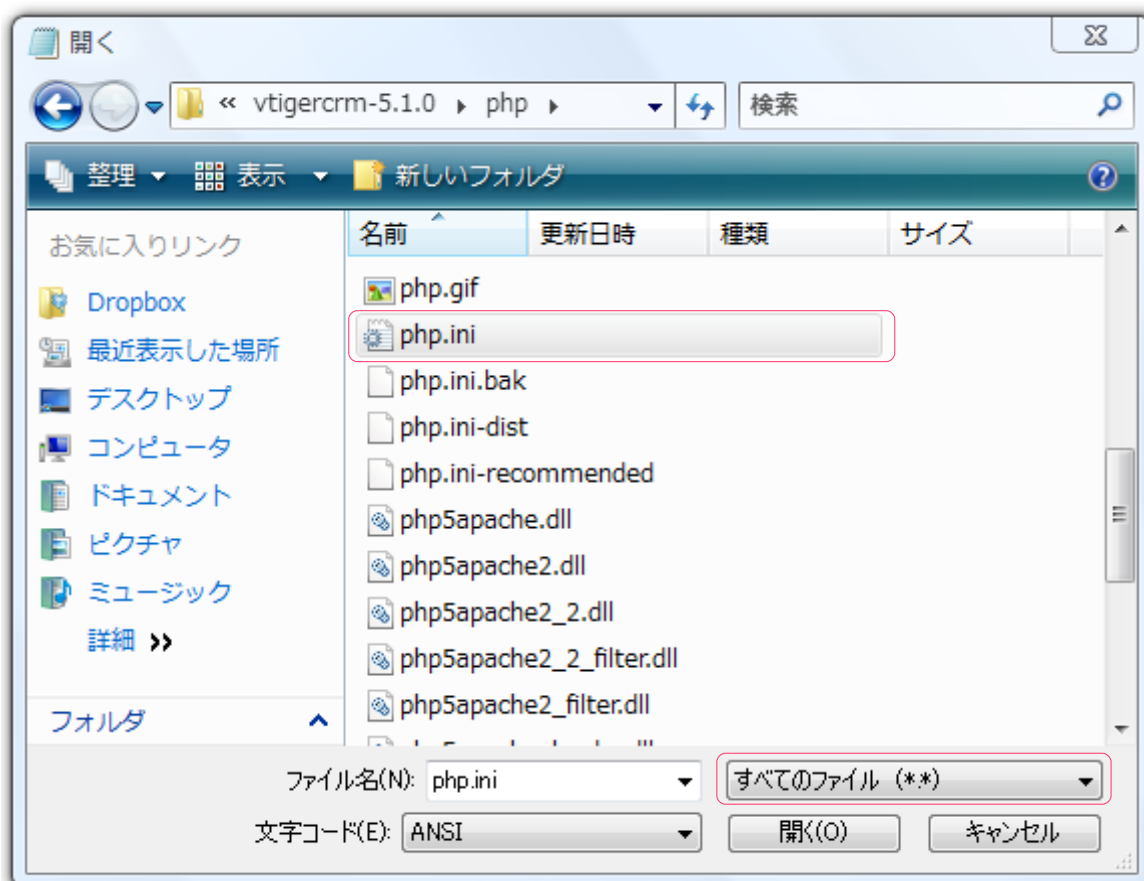 開く
« vtigercrm-5.1.0 ▸ php ▸
検索
整理 表示 新しいフォルダ
お気に入りリンク
Dropbox
最近表示した場所
デスクトップ
コンピュータ
ドキュメント
ピクチャ
ミュージック
詳細 »
フォルダ
名前 更新日時 種類 サイズ
php.gif
php.ini
php.ini.bak
php.ini-dist
php.ini-recommended
php5apache.dll
php5apache2.dll
php5apache2_2.dll
php5apache2_2_filter.dll
php5apache2_filter.dll
ファイル名(N): php.ini すべてのファイル (*.*)
文字コード(E): ANSI 開く(O) キャンセル